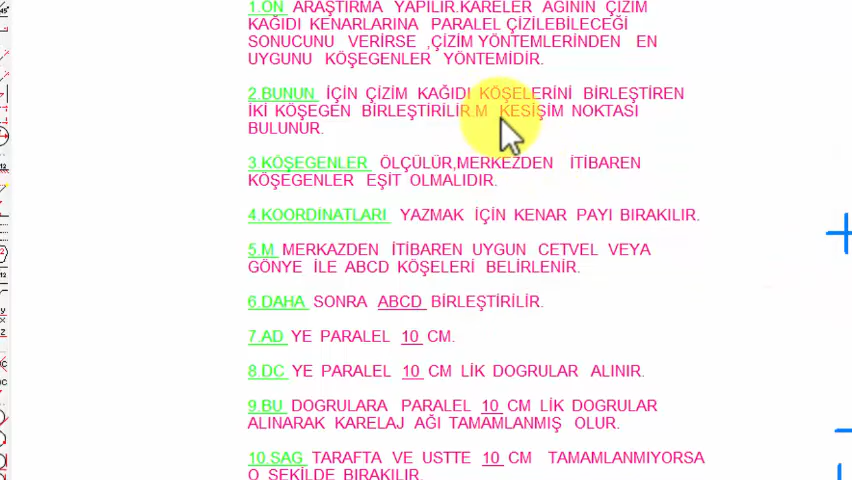 1.ÖN ARAŞTIRMA YAPILIR.KARELER AĞININ ÇİZİM
KAĞIDI KENARLARINA PARALEL ÇİZİLEBİLECEĞİ
SONUCUNU VERİRSE ,ÇİZİM YÖNTEMLERİNDEN EN
UYGUNU KÖŞEGENLER YÖNTEMİDİR.
2.BUNUN İÇİN ÇİZİM KAĞIDI KÖŞELERİNİ BİRLEŞTİREN
İKİ KÖŞEGEN BİRLEŞTİRİLİR.M KESİŞİM NOKTASI
BULUNUR.
3.KÖŞEGENLER ÖLÇÜLÜR,MERKEZDEN İTİBAREN
KÖŞEGENLER EŞİT OLMALIDIR.
4.KOORDİNATLARI YAZMAK İÇİN KENAR PAYI BIRAKILIR.
5.M MERKAZDEN İTİBAREN UYGUN CETVEL VEYA
GÖNYE İLE ABCD KÖŞELERİ BELİRLENİR.
6.DAHA SONRA ABCD BİRLEŞTİRİLİR.
7.AD YE PARALEL 10 CM.
8.DC YE PARALEL 10 CM LİK DOGRULAR ALINIR.
9.BU DOGRULARA PARALEL 10 CM LİK DOGRULAR
ALINARAK KARELAJ AĞI TAMAMLANMIŞ OLUR.
10.SAG TARAFTA VE USTTE 10 CM TAMAMLANMIYORSA
O ŞEKİLDE BIRAKILIR.